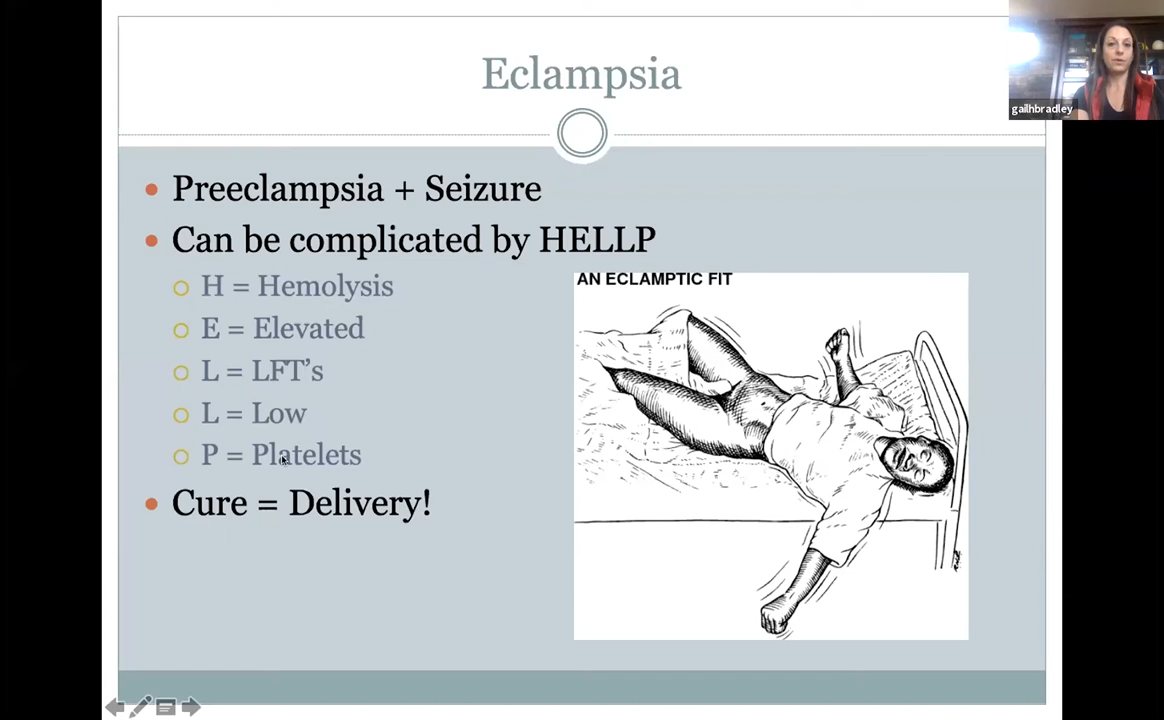 Eclampsia
gailhbradley
• Preeclampsia + Seizure
• Can be complicated by HELLP
○ H = Hemolysis
○ E = Elevated
○ L = LFT's
○ L = Low
○ P = Platelets
• Cure = Delivery!
AN ECLAMPTIC FIT